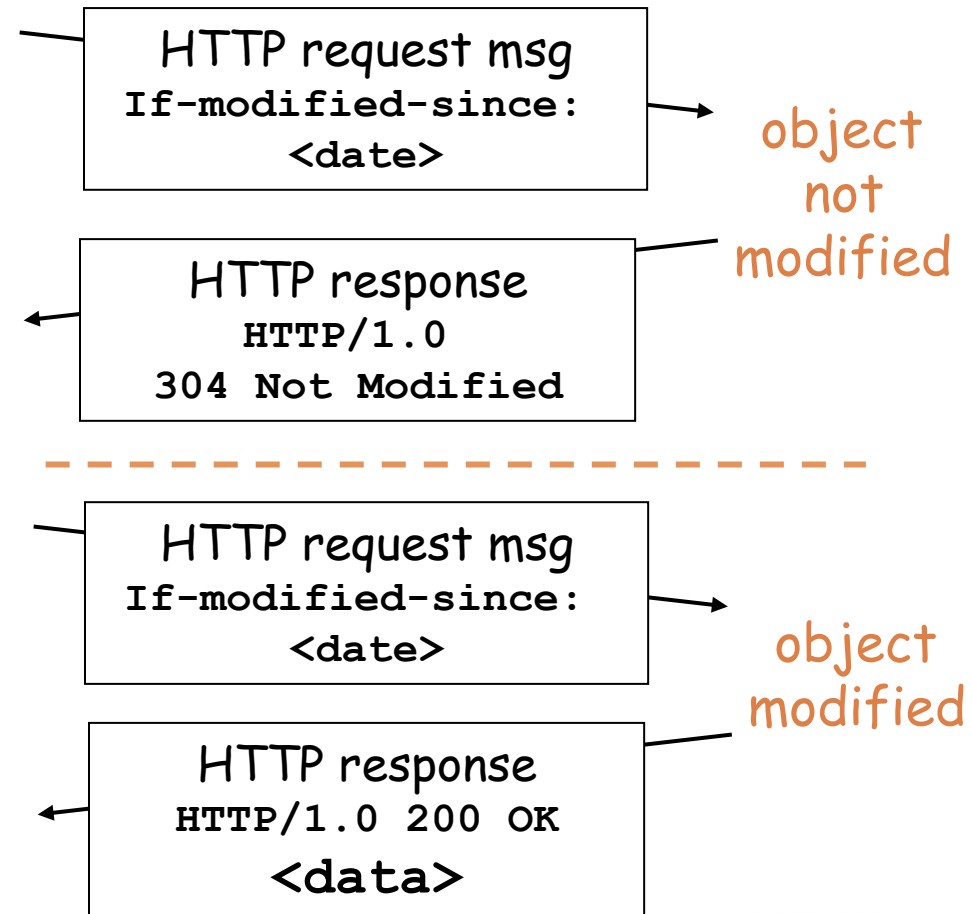 HTTP request msg
If-modified-since:
<date>
object
not
modified
HTTP response
HTTP/1.0
304 Not Modified
HTTP request msg
If-modified-since:
<date>
object
modified
HTTP response
HTTP/1.0 200 OK
<data>